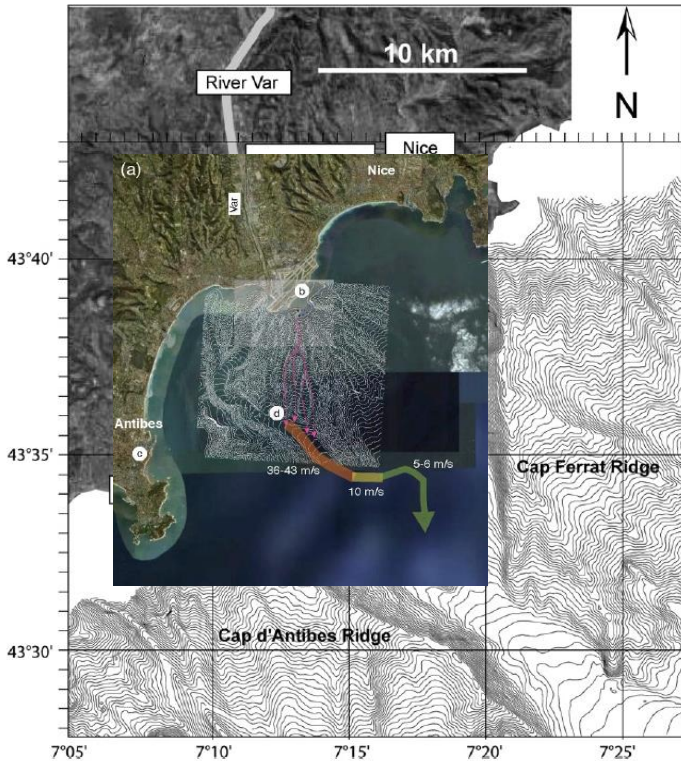 10 km
River Var
N
Nice
(a)
Nice
Var
43°40'
b
d
Antibes
c
36-43 m/s
10 m/s
5-6 m/s
43°35'
Cap Ferrat Ridge
Cap d'Antibes Ridge
43°30'
7°05'
7°10'
7°15'
7°20'
7°25'